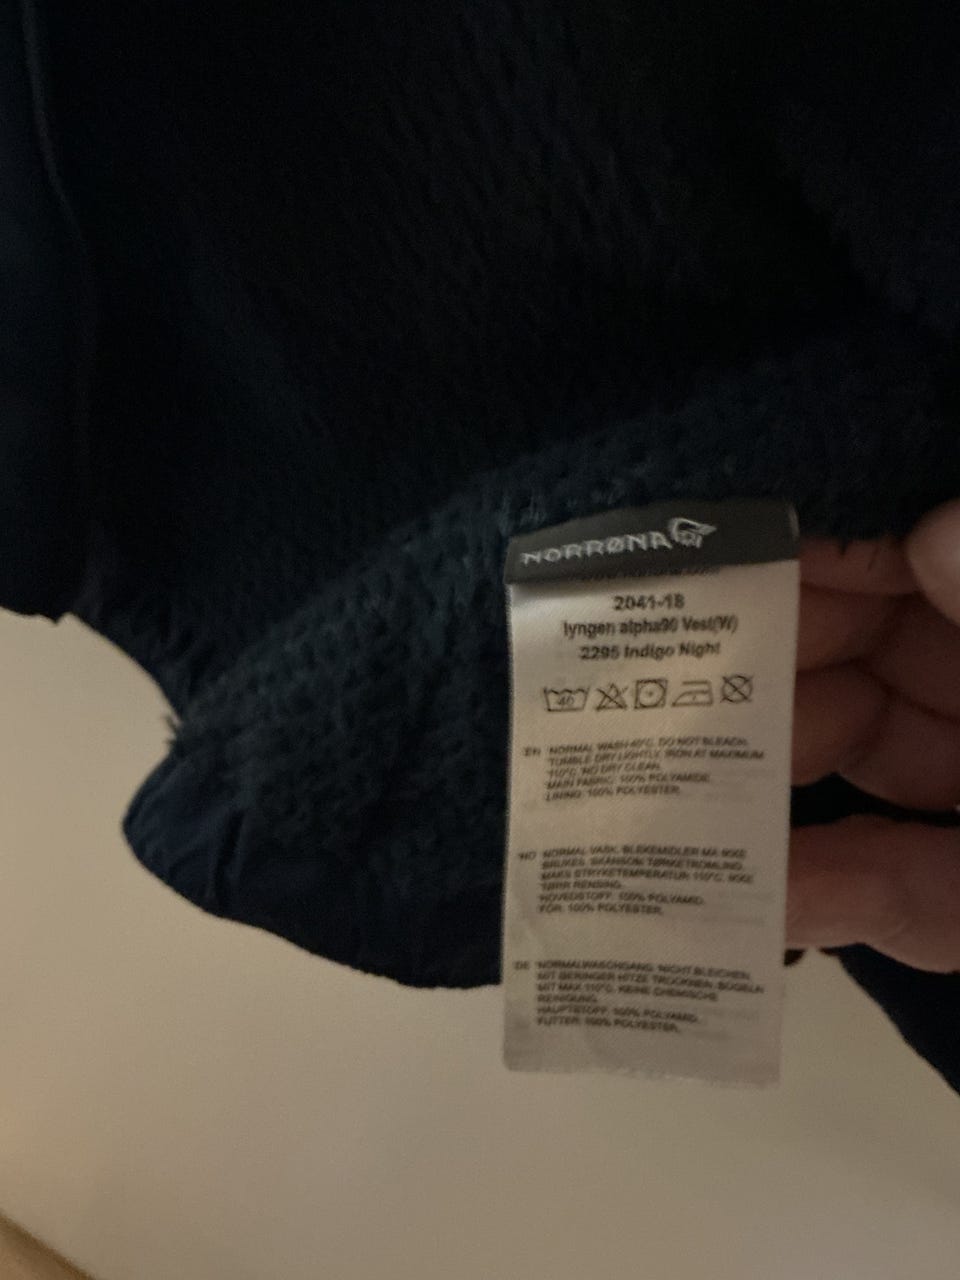 NORRØNA
2041-18
lyngen alpha90 Vest(W)
2295 Indigo Night
40
EN NORMAL WASH 40°C. DO NOT BLEACH.
TUMBLE DRY LIGHTLY. IRON AT MAXIMUM
110°C. NO DRY CLEAN.
MAIN FABRIC: 100% POLYAMIDE
LINING: 100% POLYESTER
NO NORMAL VASK. BLEKEMIDLER MÅ IKKE
BRUKES. SKÅNSOM TØRKETROMLING.
MAKS STRYKETEMPERATUR 110°C. IKKE
TØRR RENSING.
HOVEDSTOFF: 100% POLYAMID.
FÔR: 100% POLYESTER.
DE NORMALWASCHGANG. NICHT BLEICHEN.
MIT GERINGER HITZE TROCKNEN. BÜGELN
MIT MAX 110°C. KEINE CHEMISCHE
REINIGUNG.
HAUPTSTOFF: 100% POLYAMID.
FUTTER: 100% POLYESTER.